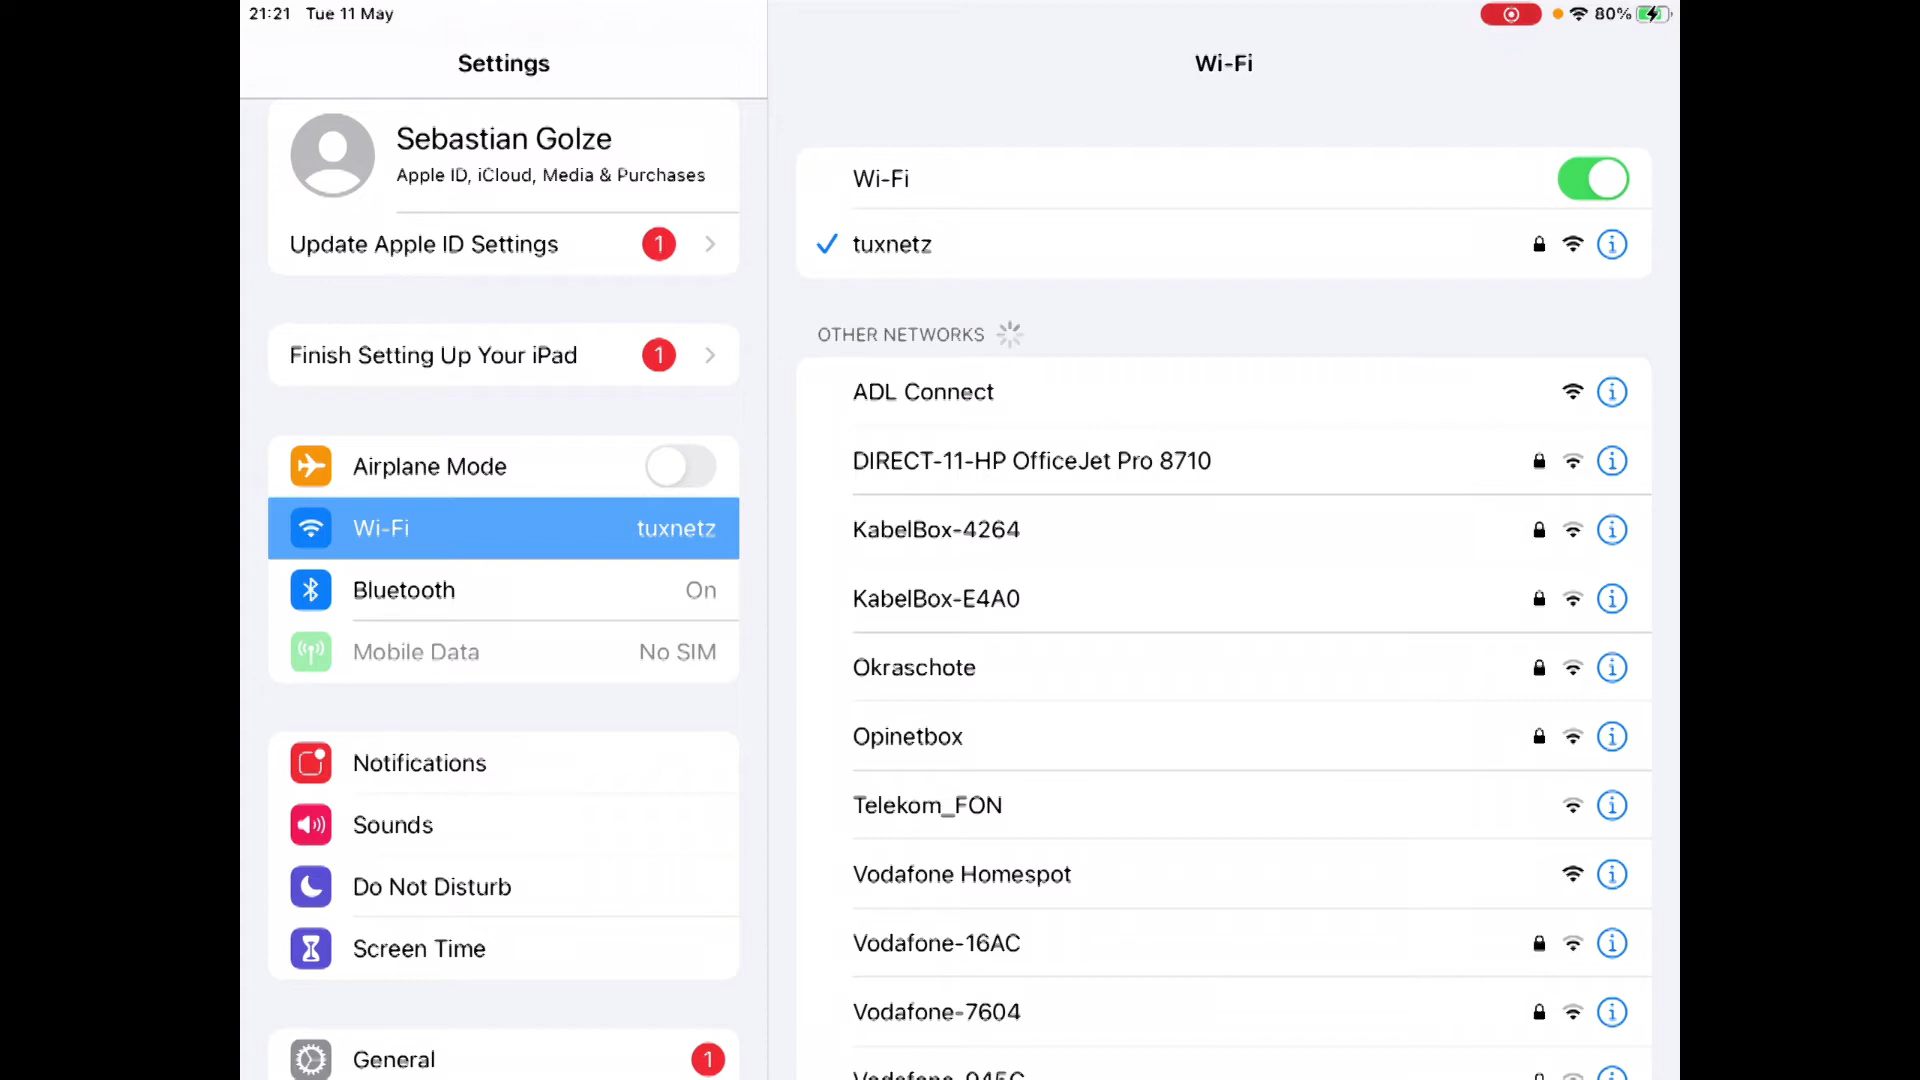 21:21 Tue 11 May
80%
Settings
Wi-Fi
Sebastian Golze
Apple ID, iCloud, Media & Purchases
Update Apple ID Settings 1
Finish Setting Up Your iPad 1
Airplane Mode
Wi-Fi tuxnetz
Bluetooth On
Mobile Data No SIM
Notifications
Sounds
Do Not Disturb
Screen Time
General 1
Wi-Fi
tuxnetz
OTHER NETWORKS
ADL Connect
DIRECT-11-HP OfficeJet Pro 8710
KabelBox-4264
KabelBox-E4A0
Okraschote
Opinetbox
Telekom_FON
Vodafone Homespot
Vodafone-16AC
Vodafone-7604